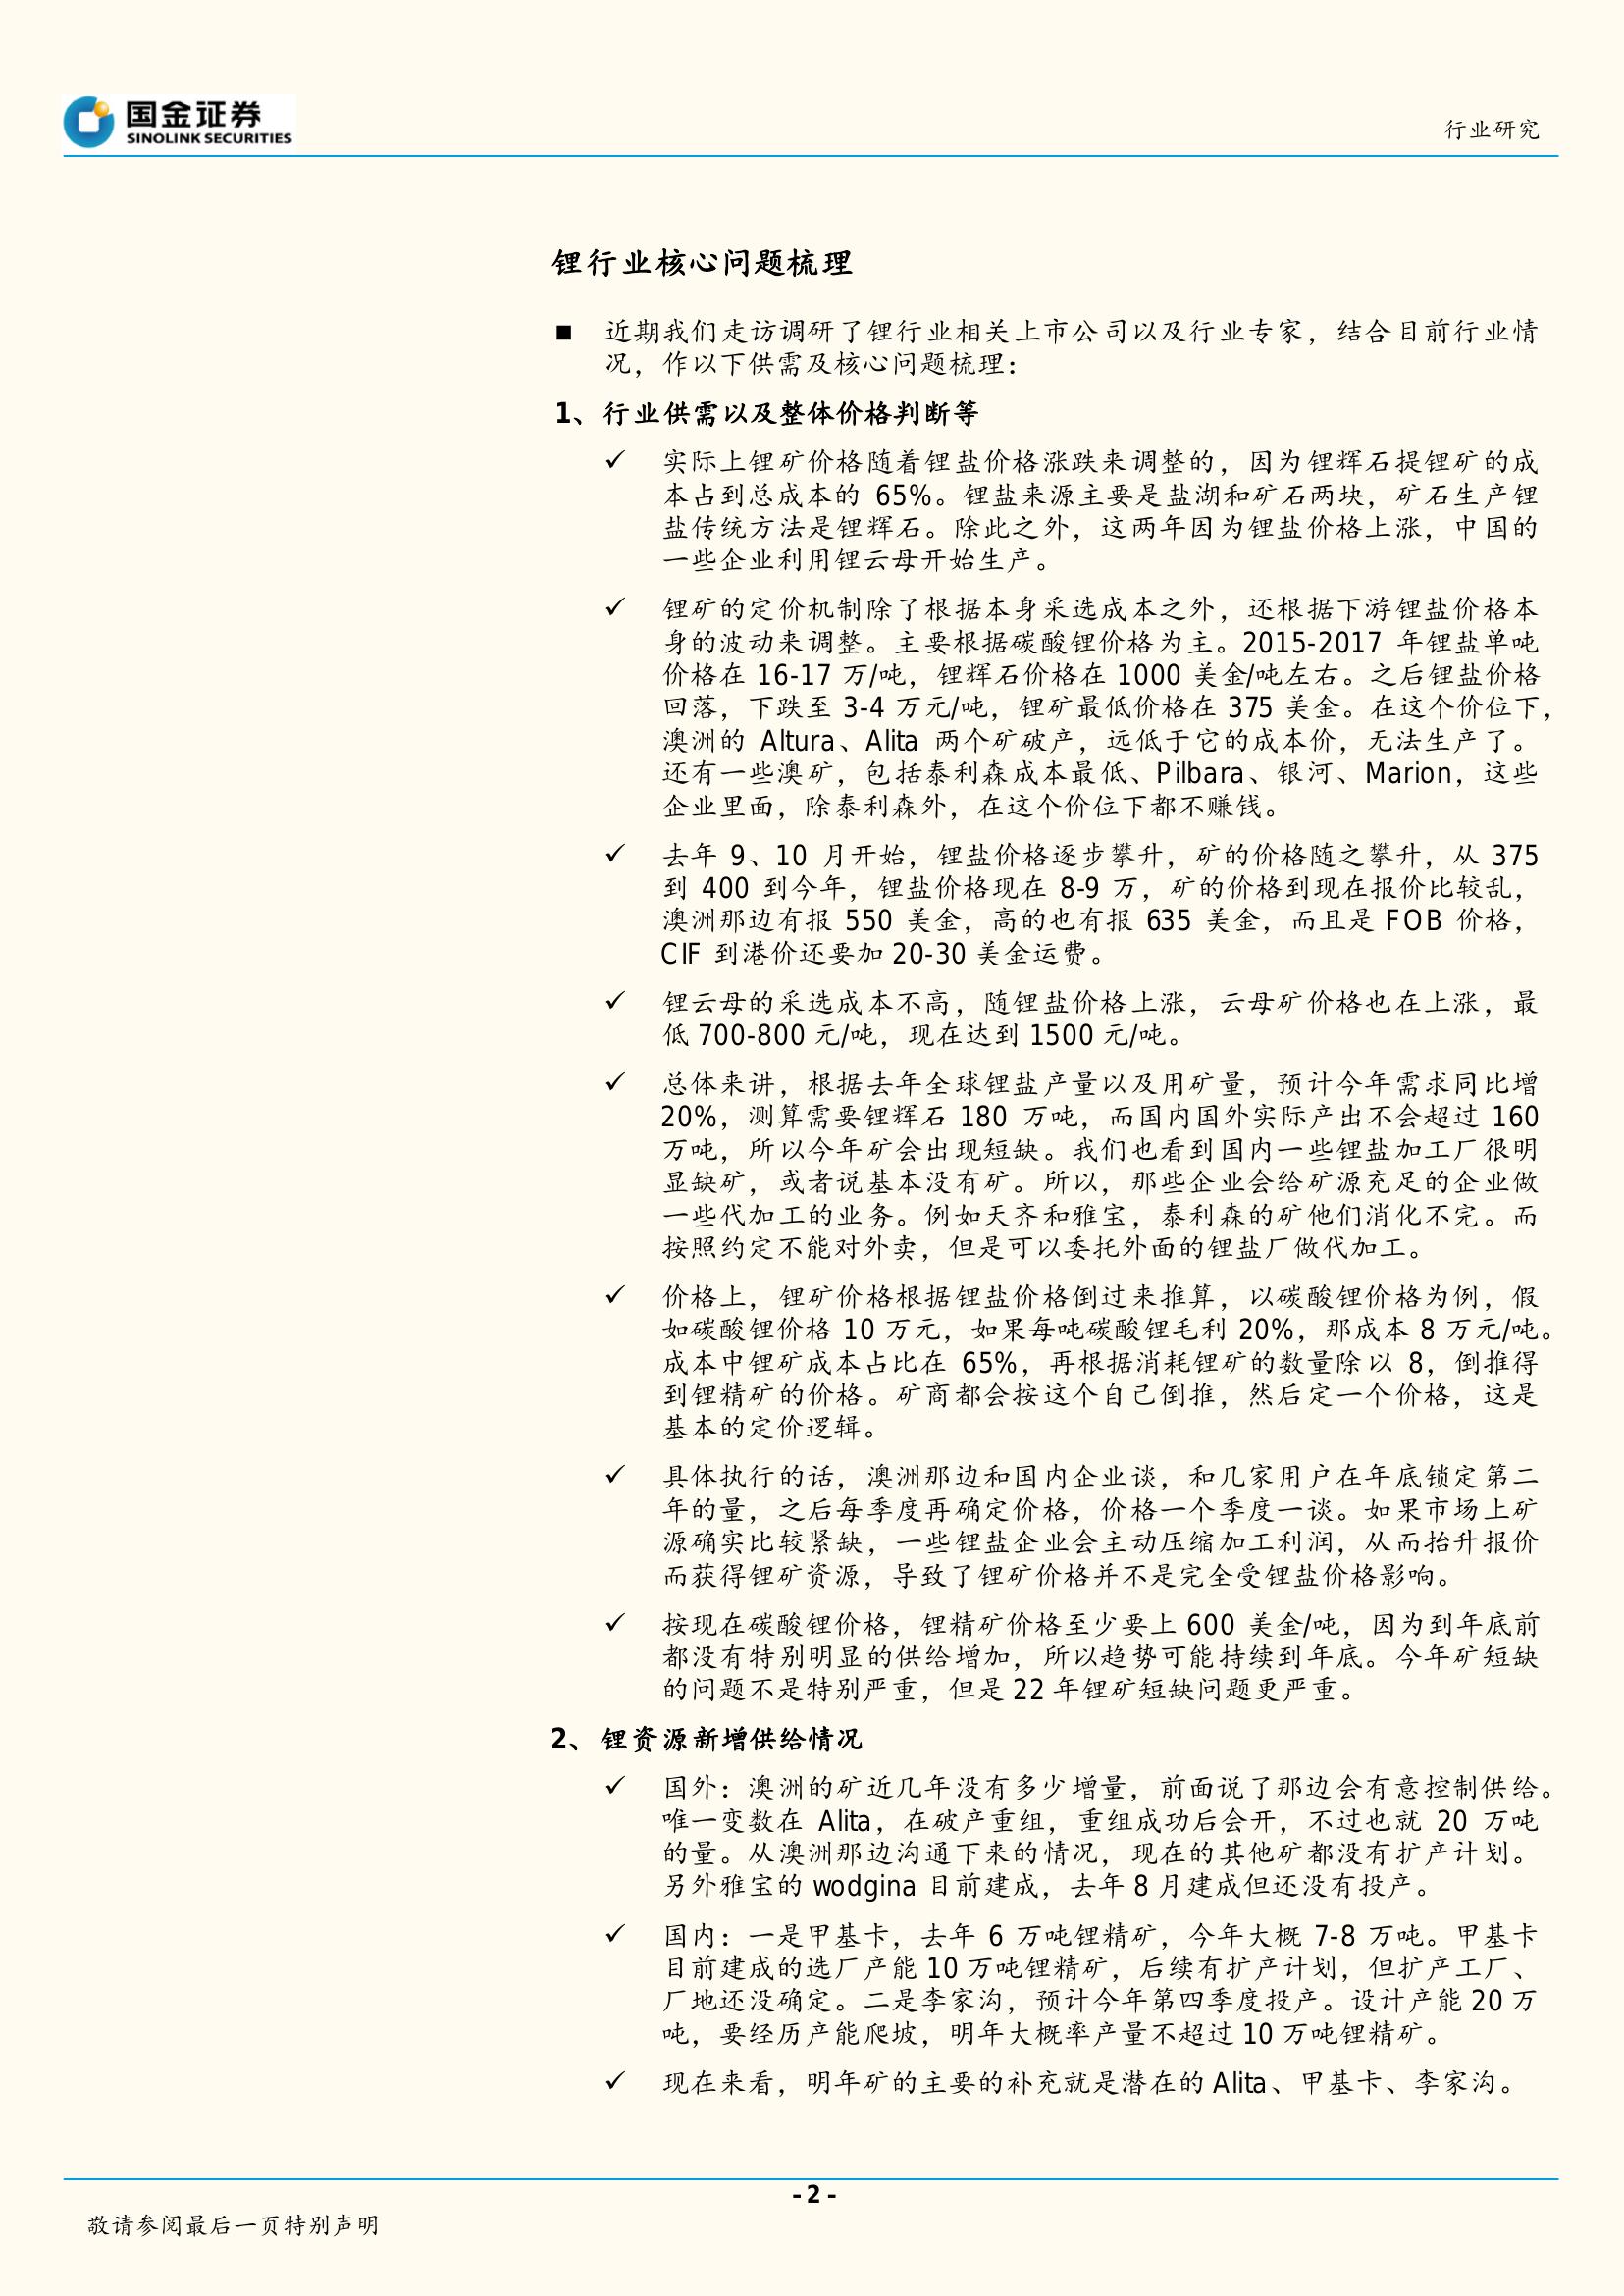 国金证券
SINOLINK SECURITIES
行业研究
锂行业核心问题梳理
■ 近期我们走访调研了锂行业相关上市公司以及行业专家，结合目前行业情
况，作以下供需及核心问题梳理：
1、行业供需以及整体价格判断等
✓ 实际上锂矿价格随着锂盐价格涨跌来调整的，因为锂辉石提锂矿的成
本占到总成本的 65%。锂盐来源主要是盐湖和矿石两块，矿石生产锂
盐传统方法是锂辉石。除此之外，这两年因为锂盐价格上涨，中国的
一些企业利用锂云母开始生产。
✓ 锂矿的定价机制除了根据本身采选成本之外，还根据下游锂盐价格本
身的波动来调整。主要根据碳酸锂价格为主。2015-2017 年锂盐单吨
价格在 16-17 万/吨，锂辉石价格在 1000 美金/吨左右。之后锂盐价格
回落，下跌至 3-4 万元/吨，锂矿最低价格在 375 美金。在这个价位下，
澳洲的 Altura、Alita 两个矿破产，远低于它的成本价，无法生产了。
还有一些澳矿，包括泰利森成本最低、Pilbara、银河、Marion，这些
企业里面，除泰利森外，在这个价位下都不赚钱。
✓ 去年 9、10 月开始，锂盐价格逐步攀升，矿的价格随之攀升，从 375
到 400 到今年，锂盐价格现在 8-9 万，矿的价格到现在报价比较乱，
澳洲那边有报 550 美金，高的也有报 635 美金，而且是 FOB 价格，
CIF 到港价还要加 20-30 美金运费。
✓ 锂云母的采选成本不高，随锂盐价格上涨，云母矿价格也在上涨，最
低 700-800 元/吨，现在达到 1500 元/吨。
✓ 总体来讲，根据去年全球锂盐产量以及用矿量，预计今年需求同比增
20%，测算需要锂辉石 180 万吨，而国内国外实际产出不会超过 160
万吨，所以今年矿会出现短缺。我们也看到国内一些锂盐加工厂很明
显缺矿，或者说基本没有矿。所以，那些企业会给矿源充足的企业做
一些代加工的业务。例如天齐和雅宝，泰利森的矿他们消化不完。而
按照约定不能对外卖，但是可以委托外面的锂盐厂做代加工。
✓ 价格上，锂矿价格根据锂盐价格倒过来推算，以碳酸锂价格为例，假
如碳酸锂价格 10 万元，如果每吨碳酸锂毛利 20%，那成本 8 万元/吨。
成本中锂矿成本占比在 65%，再根据消耗锂矿的数量除以 8，倒推得
到锂精矿的价格。矿商都会按这个自己倒推，然后定一个价格，这是
基本的定价逻辑。
✓ 具体执行的话，澳洲那边和国内企业谈，和几家用户在年底锁定第二
年的量，之后每季度再确定价格，价格一个季度一谈。如果市场上矿
源确实比较紧缺，一些锂盐企业会主动压缩加工利润，从而抬升报价
而获得锂矿资源，导致了锂矿价格并不是完全受锂盐价格影响。
✓ 按现在碳酸锂价格，锂精矿价格至少要上 600 美金/吨，因为到年底前
都没有特别明显的供给增加，所以趋势可能持续到年底。今年矿短缺
的问题不是特别严重，但是 22 年锂矿短缺问题更严重。
2、锂资源新增供给情况
✓ 国外：澳洲的矿近几年没有多少增量，前面说了那边会有意控制供给。
唯一变数在 Alita，在破产重组，重组成功后会开，不过也就 20 万吨
的量。从澳洲那边沟通下来的情况，现在的其他矿都没有扩产计划。
另外雅宝的 wodgina 目前建成，去年 8 月建成但还没有投产。
✓ 国内：一是甲基卡，去年 6 万吨锂精矿，今年大概 7-8 万吨。甲基卡
目前建成的选厂产能 10 万吨锂精矿，后续有扩产计划，但扩产工厂、
厂地还没确定。二是李家沟，预计今年第四季度投产。设计产能 20 万
吨，要经历产能爬坡，明年大概率产量不超过 10 万吨锂精矿。
✓ 现在来看，明年矿的主要的补充就是潜在的 Alita、甲基卡、李家沟。
- 2 -
敬请参阅最后一页特别声明